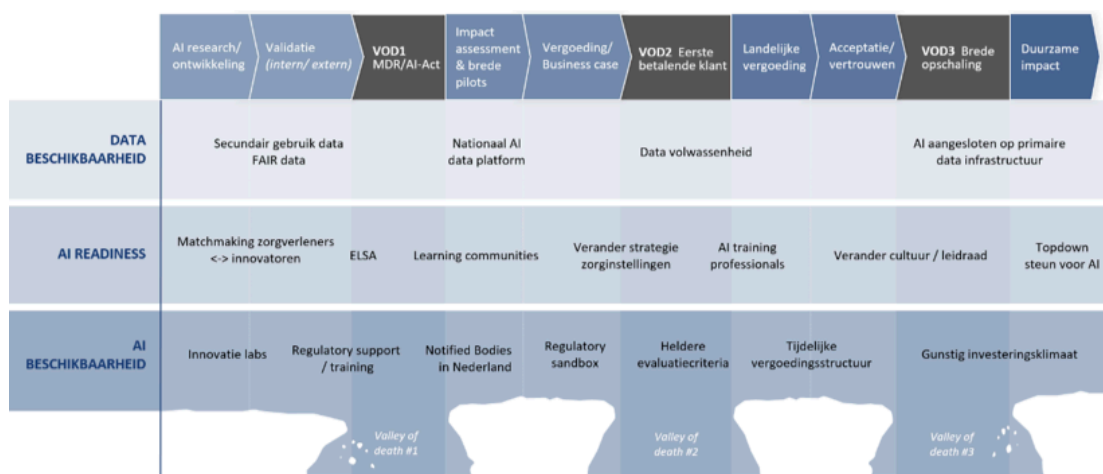 AI research/
ontwikkeling
Validatie
(intern/ extern)
VOD1
MDR/AI-Act
Impact
assessment
& brede
pilots
Vergoeding/
Business case
VOD2 Eerste
betalende klant
Landelijke
vergoeding
Acceptatie/
vertrouwen
VOD3 Brede
opschaling
Duurzame
impact
DATA
BESCHIKBAARHEID
Secundair gebruik data
FAIR data
Nationaal AI
data platform
Data volwassenheid
AI aangesloten op primaire
data infrastructuur
AI READINESS
Matchmaking zorgverleners
<-> innovatoren
ELSA
Learning communities
Verander strategie
zorginstellingen
AI training
professionals
Verander cultuur / leidraad
Topdown
steun voor AI
AI
BESCHIKBAARHEID
Innovatie labs
Regulatory support
/ training
Notified Bodies
in Nederland
Regulatory
sandbox
Heldere
evaluatiecriteria
Tijdelijke
vergoedingsstructuur
Gunstig investeringsklimaat
Valley of
death #1
Valley of
death #2
Valley of
death #3